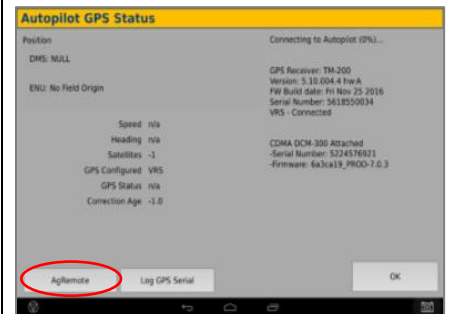 Autopilot GPS Status
Position
DMS: NULL
ENU: No Field Origin
Speed n/a
Heading n/a
Satellites -1
GPS Configured VRS
GPS Status n/a
Correction Age -1.0
Connecting to Autopilot (0%)...
GPS Receiver: TM-200
Version: 5.10.004.4 hw:A
FW Build date: Fri Nov 25 2016
Serial Number: 5618550034
VRS - Connected
CDMA DCM-300 Attached
-Serial Number: 5224576921
-Firmware: 6a3ca19_PROD-7.0.3
AgRemote
Log GPS Serial
OK